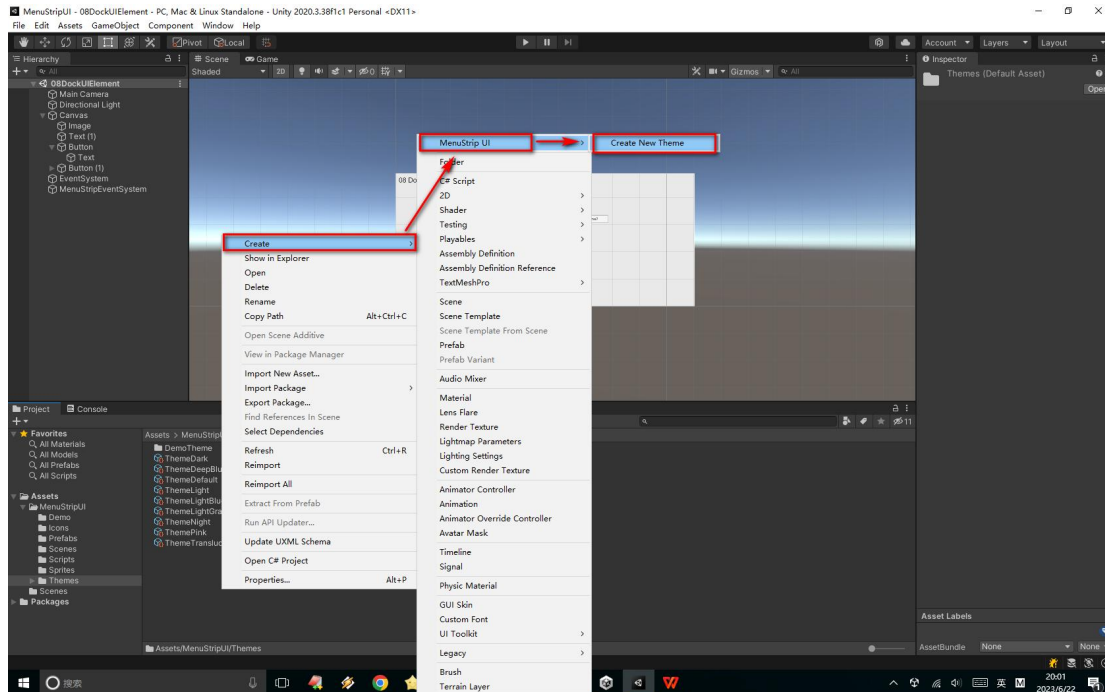 MenuStripUI - 08DockUIElement - PC, Mac & Linux Standalone - Unity 2020.3.38f1c1 Personal <DX11>
File Edit Assets GameObject Component Window Help
Pivot Local
Account Layers Layout
Hierarchy
All
08DockUIElement
Main Camera
Directional Light
Canvas
Image
Text (1)
Button
Text
Button (1)
EventSystem
MenuStripEventSystem
Scene Game
Shaded 2D 0 Gizmos All
08 Do
Inspector
Themes (Default Asset)
Open
Create
Show in Explorer
Open
Delete
Rename
Copy Path Alt+Ctrl+C
Open Scene Additive
View in Package Manager
Import New Asset...
Import Package
Export Package...
Find References In Scene
Select Dependencies
Refresh Ctrl+R
Reimport
Reimport All
Extract From Prefab
Run API Updater...
Update UXML Schema
Open C# Project
Properties... Alt+P
MenuStrip UI
Folder
C# Script
2D
Shader
Testing
Playables
Assembly Definition
Assembly Definition Reference
TextMeshPro
Scene
Scene Template
Scene Template From Scene
Prefab
Prefab Variant
Audio Mixer
Material
Lens Flare
Render Texture
Lightmap Parameters
Lighting Settings
Custom Render Texture
Animator Controller
Animation
Animator Override Controller
Avatar Mask
Timeline
Signal
Physic Material
GUI Skin
Custom Font
UI Toolkit
Legacy
Brush
Terrain Layer
Create New Theme
Project Console
11
Favorites
All Materials
All Models
All Prefabs
All Scripts
Assets
MenuStripUI
Demo
Icons
Prefabs
Scenes
Scripts
Sprites
Themes
Scenes
Packages
Assets > MenuStripU
DemoTheme
ThemeDark
ThemeDeepBlu
ThemeDefault
ThemeLight
ThemeLightBlu
ThemeLightGra
ThemeNight
ThemePink
ThemeTransluc
Assets/MenuStripUI/Themes
Asset Labels
AssetBundle None None
搜索
英 M
20:01
2023/6/22